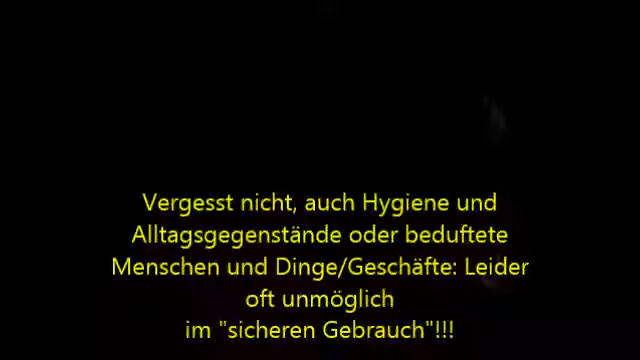 Vergesst nicht, auch Hygiene und
Alltagsgegenstände oder beduftete
Menschen und Dinge/Geschäfte: Leider
oft unmöglich
im "sicheren Gebrauch"!!!